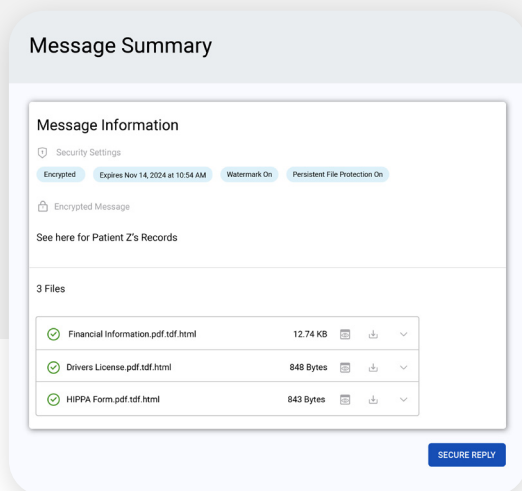 Message Summary
Message Information
Security Settings
Encrypted Expires Nov 14, 2024 at 10:54 AM Watermark On Persistent File Protection On
Encrypted Message
See here for Patient Z's Records
3 Files
Financial Information.pdf.tdf.html 12.74 KB
Drivers License.pdf.tdf.html 848 Bytes
HIPPA Form.pdf.tdf.html 843 Bytes
SECURE REPLY